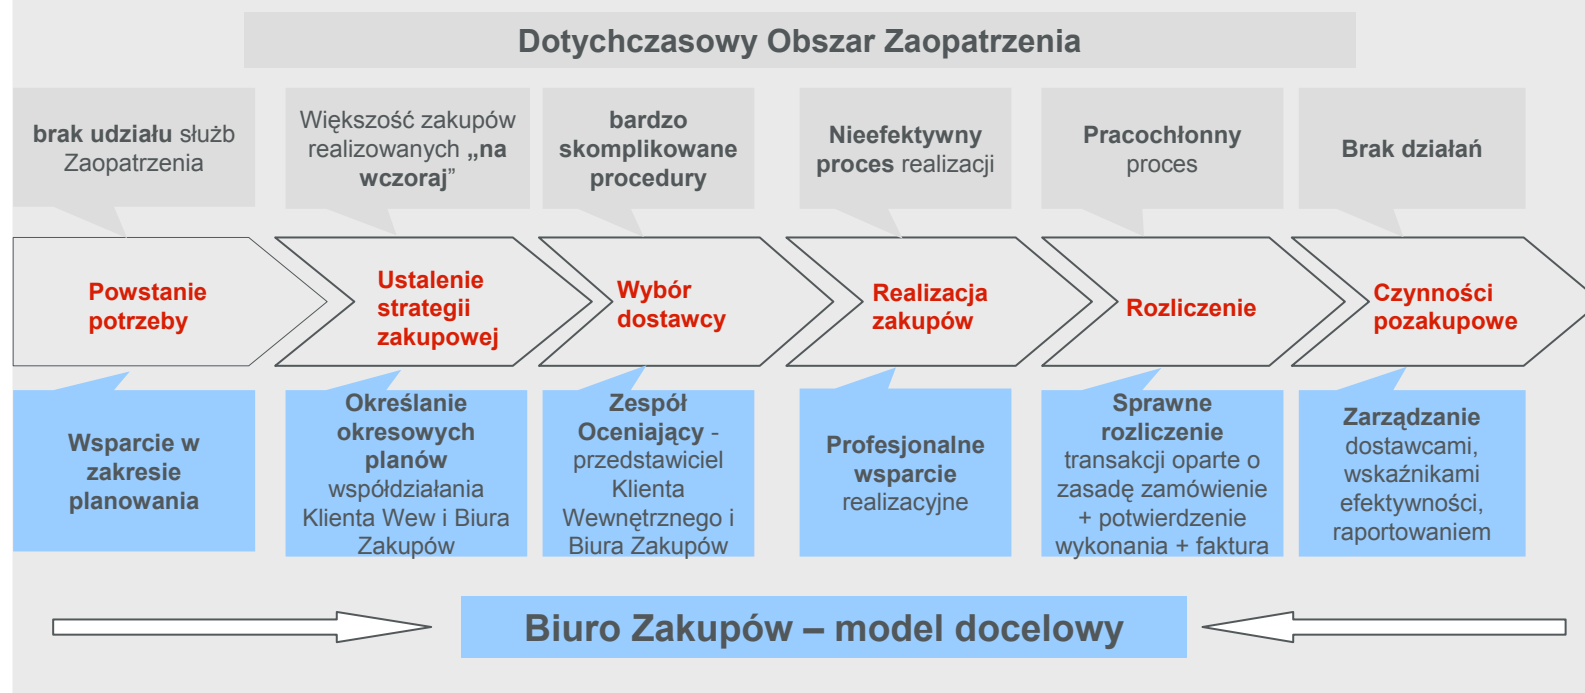 Dotychczasowy Obszar Zaopatrzenia
brak udziału służb
Zaopatrzenia
Większość zakupów
realizowanych „na
wczoraj”
bardzo
skomplikowane
procedury
Nieefektywny
proces realizacji
Pracochłonny
proces
Brak działań
Powstanie
potrzeby
Ustalenie
strategii
zakupowej
Wybór
dostawcy
Realizacja
zakupów
Rozliczenie
Czynności
pozakupowe
Wsparcie w
zakresie
planowania
Określanie
okresowych
planów
współdziałania
Klienta Wew i Biura
Zakupów
Zespół
Oceniający -
przedstawiciel
Klienta
Wewnętrznego i
Biura Zakupów
Profesjonalne
wsparcie
realizacyjne
Sprawne
rozliczenie
transakcji oparte o
zasadę zamówienie
+ potwierdzenie
wykonania + faktura
Zarządzanie
dostawcami,
wskaźnikami
efektywności,
raportowaniem
Biuro Zakupów – model docelowy